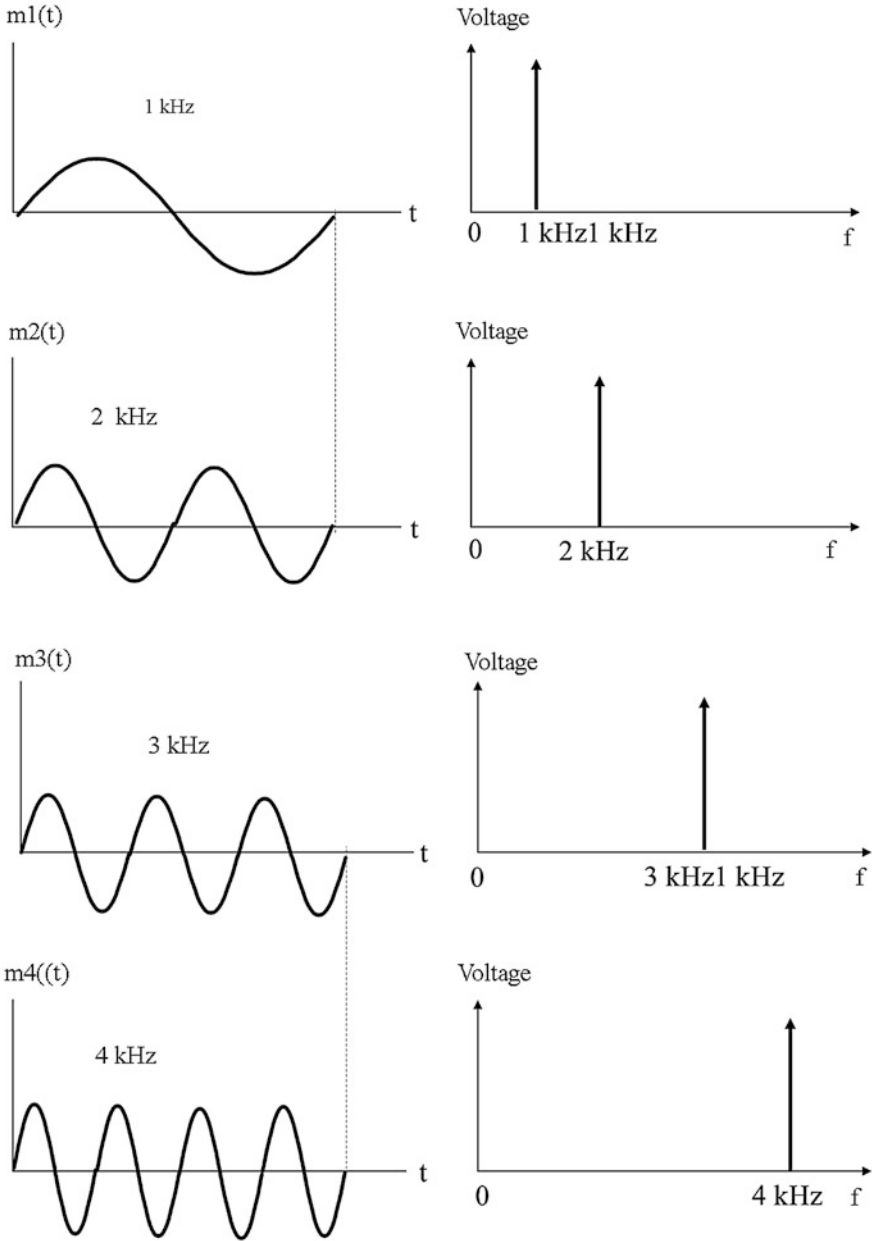 m1(t)
Voltage
1 kHz
t
0
1 kHz1 kHz
f
m2(t)
Voltage
2 kHz
t
0
2 kHz
f
m3(t)
Voltage
3 kHz
t
0
3 kHz1 kHz
f
m4((t)
Voltage
4 kHz
t
0
4 kHz
f